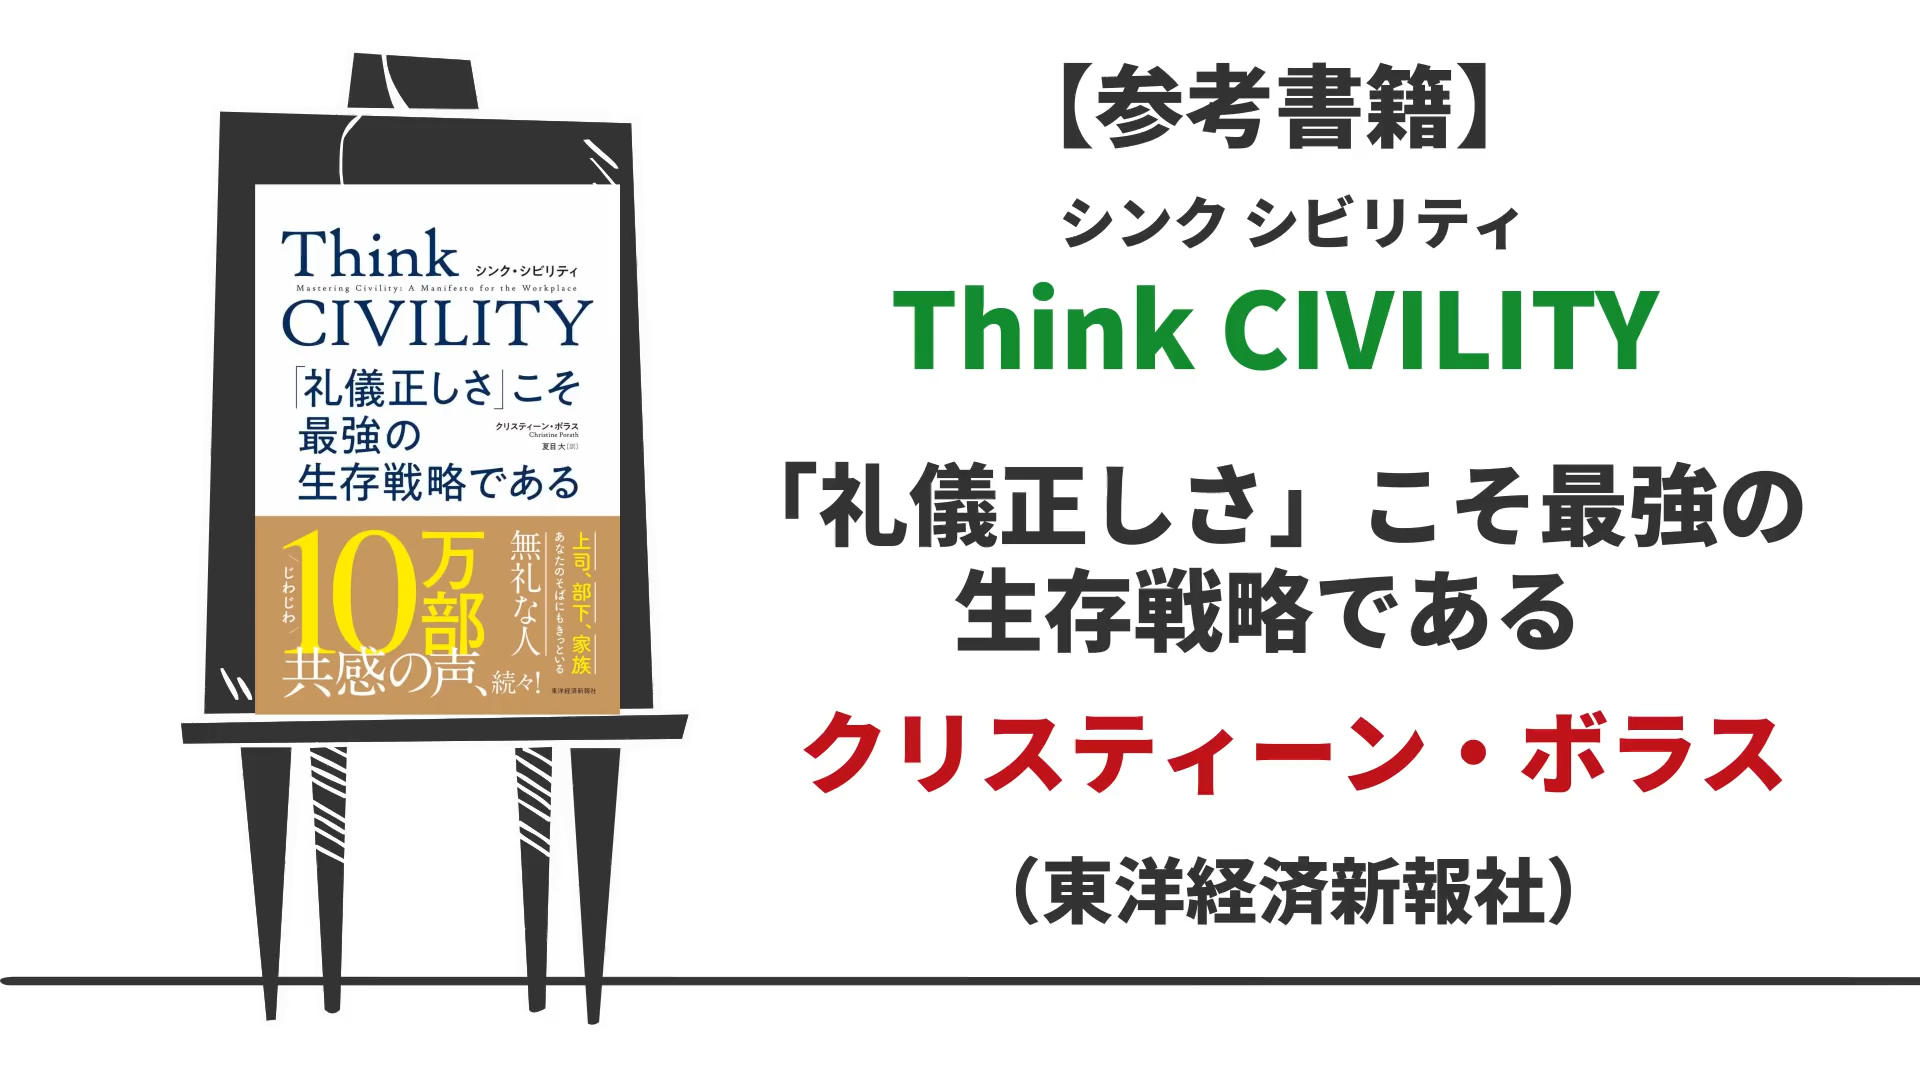 Think
シンク・シビリティ
Mastering Civility: A Manifesto for the Workplace
CIVILITY
「礼儀正しさ」こそ
最強の
クリスティーン・ポラス
Christine Porath
夏目 大〔訳〕
生存戦略である
じわじわ
10万部
共感の声、続々!
上司、部下、家族
あなたのそばにもきっといる
無礼な人
東洋経済新報社
【参考書籍】
シンク シビリティ
Think CIVILITY
「礼儀正しさ」こそ最強の
生存戦略である
クリスティーン・ボラス
（東洋経済新報社）